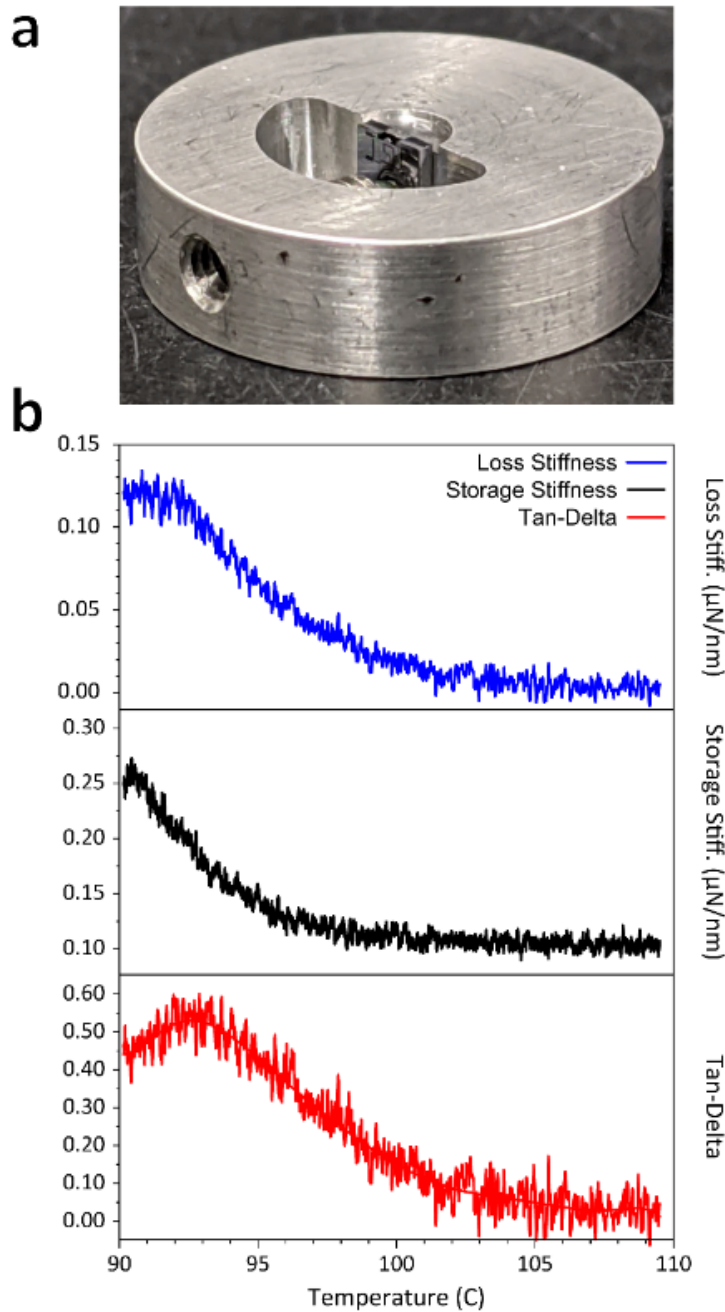 a
b
0.15
0.10
0.05
0.00
Loss Stiffness
Storage Stiffness
Tan-Delta
Loss Stiff. (µN/nm)
0.30
0.25
0.20
0.15
0.10
Storage Stiff. (µN/nm)
0.60
0.50
0.40
0.30
0.20
0.10
0.00
Tan-Delta
90 95 100 105 110
Temperature (C)